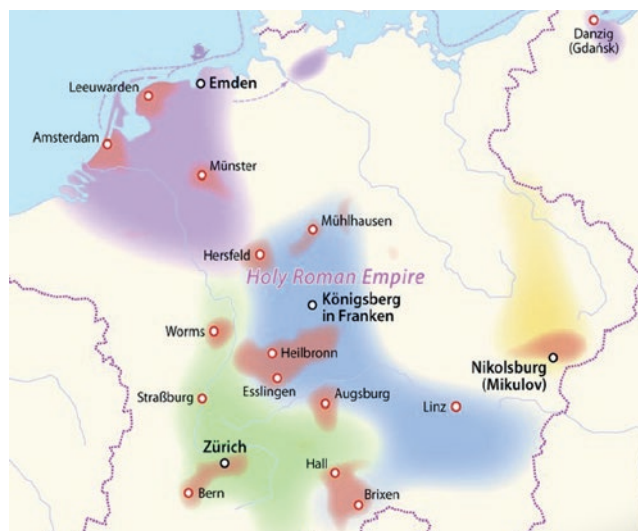 Danzig
(Gdańsk)
Leeuwarden
Emden
Amsterdam
Münster
Mühlhausen
Hersfeld
Holy Roman Empire
Königsberg
in Franken
Worms
Heilbronn
Nikolsburg
(Mikulov)
Esslingen
Straßburg
Augsburg
Linz
Zürich
Hall
Bern
Brixen